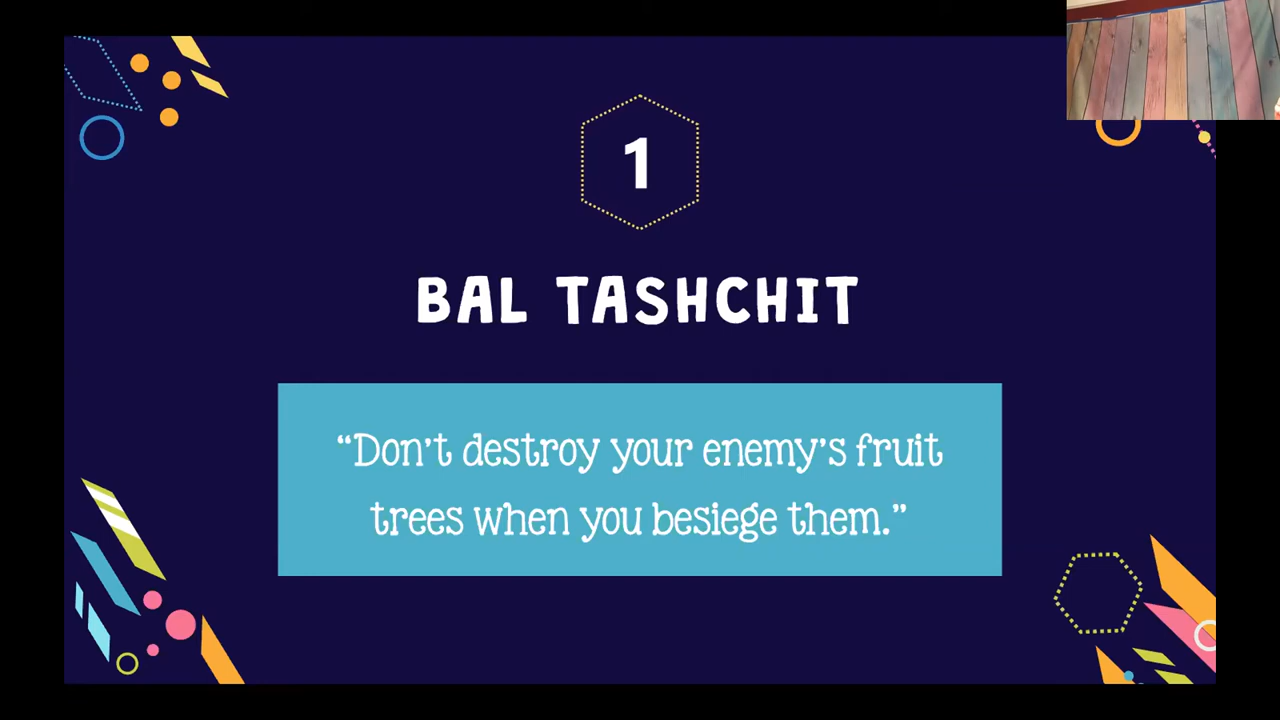 1
BAL TASHCHIT
“Don’t destroy your enemy’s fruit
trees when you besiege them.”